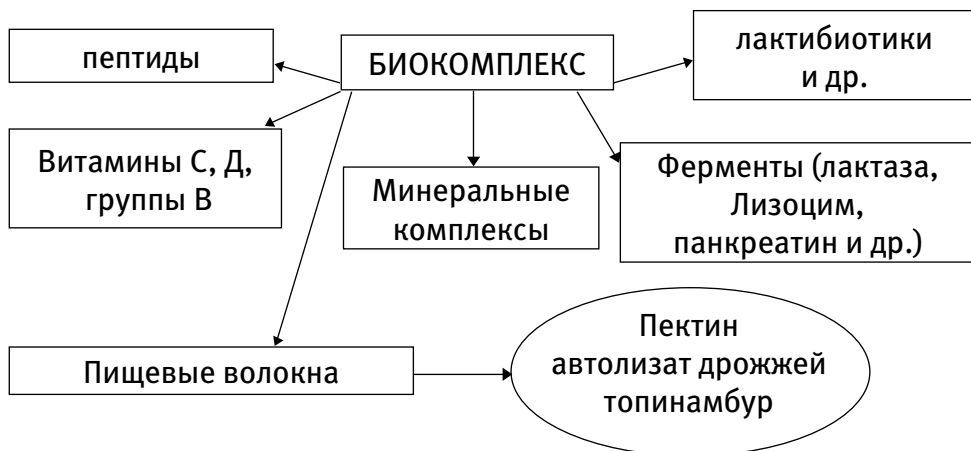 пептиды
БИОКОМПЛЕКС
лактибиотики
и др.
Витамины С, Д,
группы В
Минеральные
комплексы
Ферменты (лактаза,
Лизоцим,
панкреатин и др.)
Пищевые волокна
Пектин
автолизат дрожжей
топинамбур